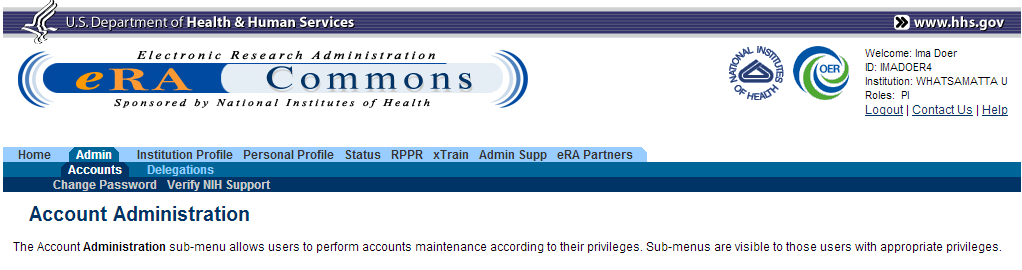 U.S. Department of Health & Human Services
www.hhs.gov
Electronic Research Administration
eRA Commons
Sponsored by National Institutes of Health
NATIONAL INSTITUTES OF HEALTH
OER
Welcome: Ima Doer
ID: IMADOER4
Institution: WHATSAMATTA U
Roles: PI
Logout | Contact Us | Help
Home Admin Institution Profile Personal Profile Status RPPR xTrain Admin Supp eRA Partners
Accounts Delegations
Change Password Verify NIH Support
Account Administration
The Account Administration sub-menu allows users to perform accounts maintenance according to their privileges. Sub-menus are visible to those users with appropriate privileges.